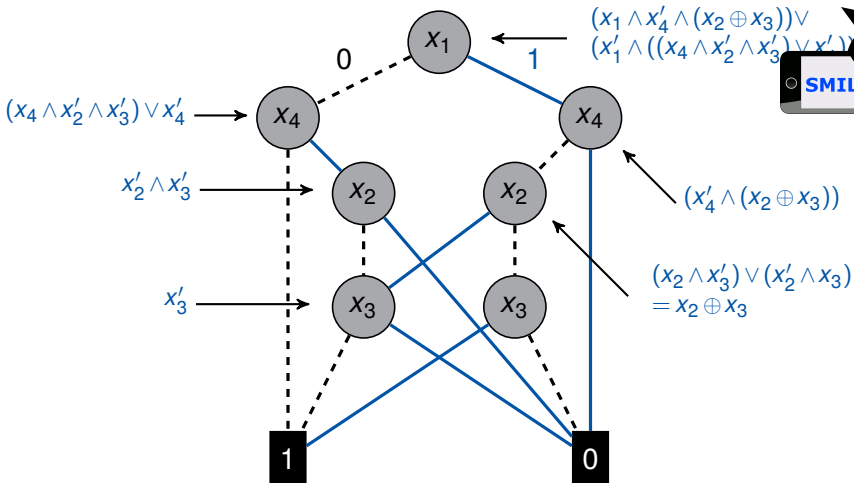 (x₁ ∧ x₄′ ∧ (x₂ ⊕ x₃)) ∨
(x₁′ ∧ ((x₄ ∧ x₂′ ∧ x₃′) ∨ x₄′))
x₁
0
1
SMIL
(x₄ ∧ x₂′ ∧ x₃′) ∨ x₄′
x₄
x₄
x₂′ ∧ x₃′
x₂
x₂
(x₄′ ∧ (x₂ ⊕ x₃))
(x₂ ∧ x₃′) ∨ (x₂′ ∧ x₃)
= x₂ ⊕ x₃
x₃′
x₃
x₃
1
0